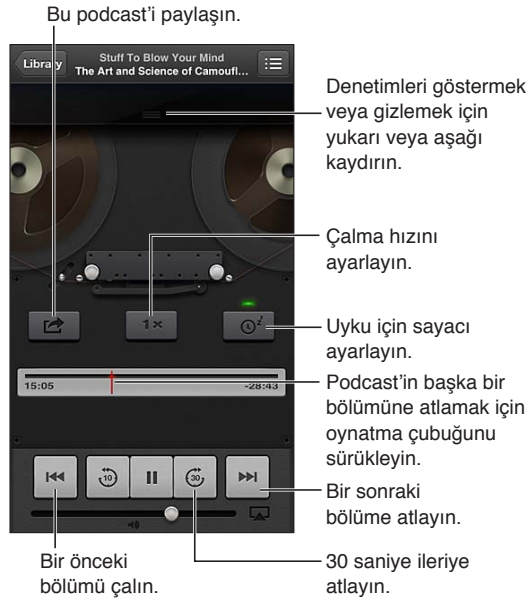 Bu podcast'i paylaşın.
Library
Stuff To Blow Your Mind
The Art and Science of Camoufl...
Denetimleri göstermek
veya gizlemek için
yukarı veya aşağı
kaydırın.
Çalma hızını
ayarlayın.
1×
z
Uyku için sayacı
ayarlayın.
15:05
-28:43
Podcast'in başka bir
bölümüne atlamak için
oynatma çubuğunu
sürükleyin.
10
30
Bir sonraki
bölüme atlayın.
Bir önceki
bölümü çalın.
30 saniye ileriye
atlayın.